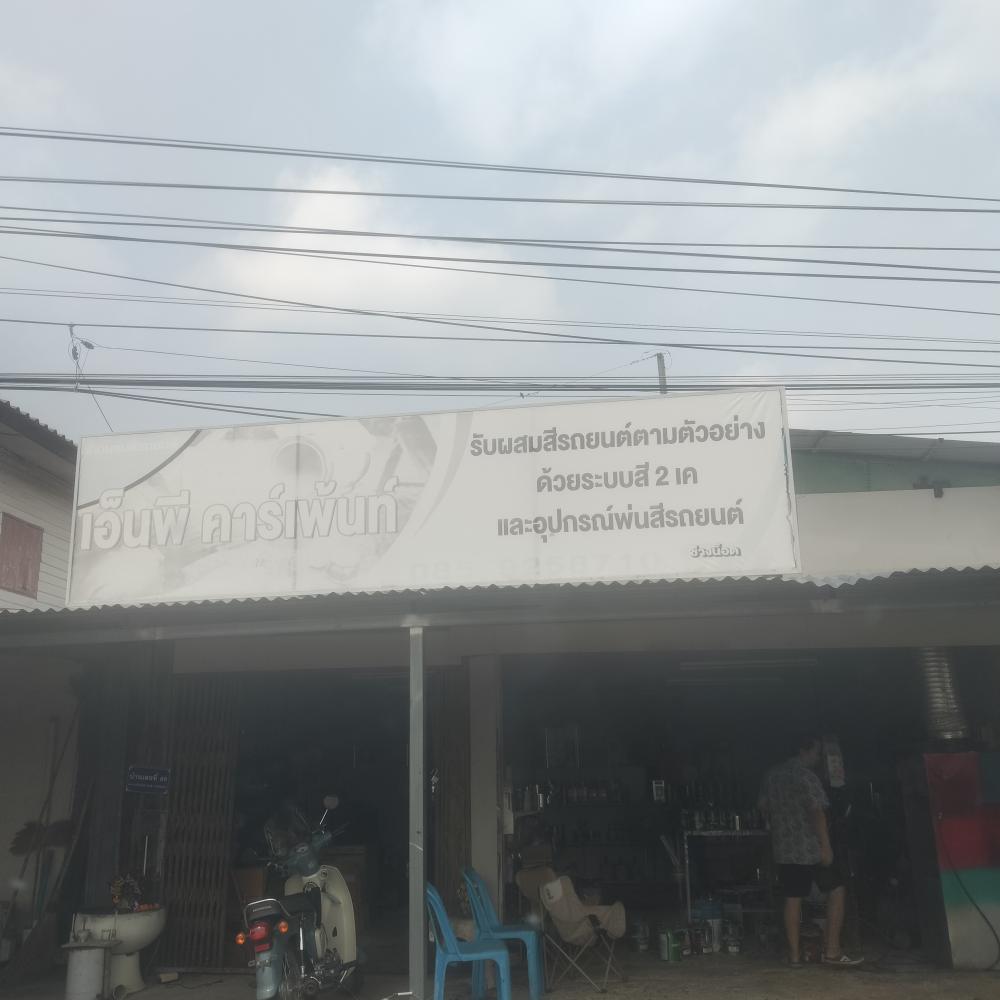 เอ็นพี คาร์เพ้นท์
รับผสมสีรถยนต์ตามตัวอย่าง
ด้วยระบบสี 2 เค
และอุปกรณ์พ่นสีรถยนต์
ช่างน็อค